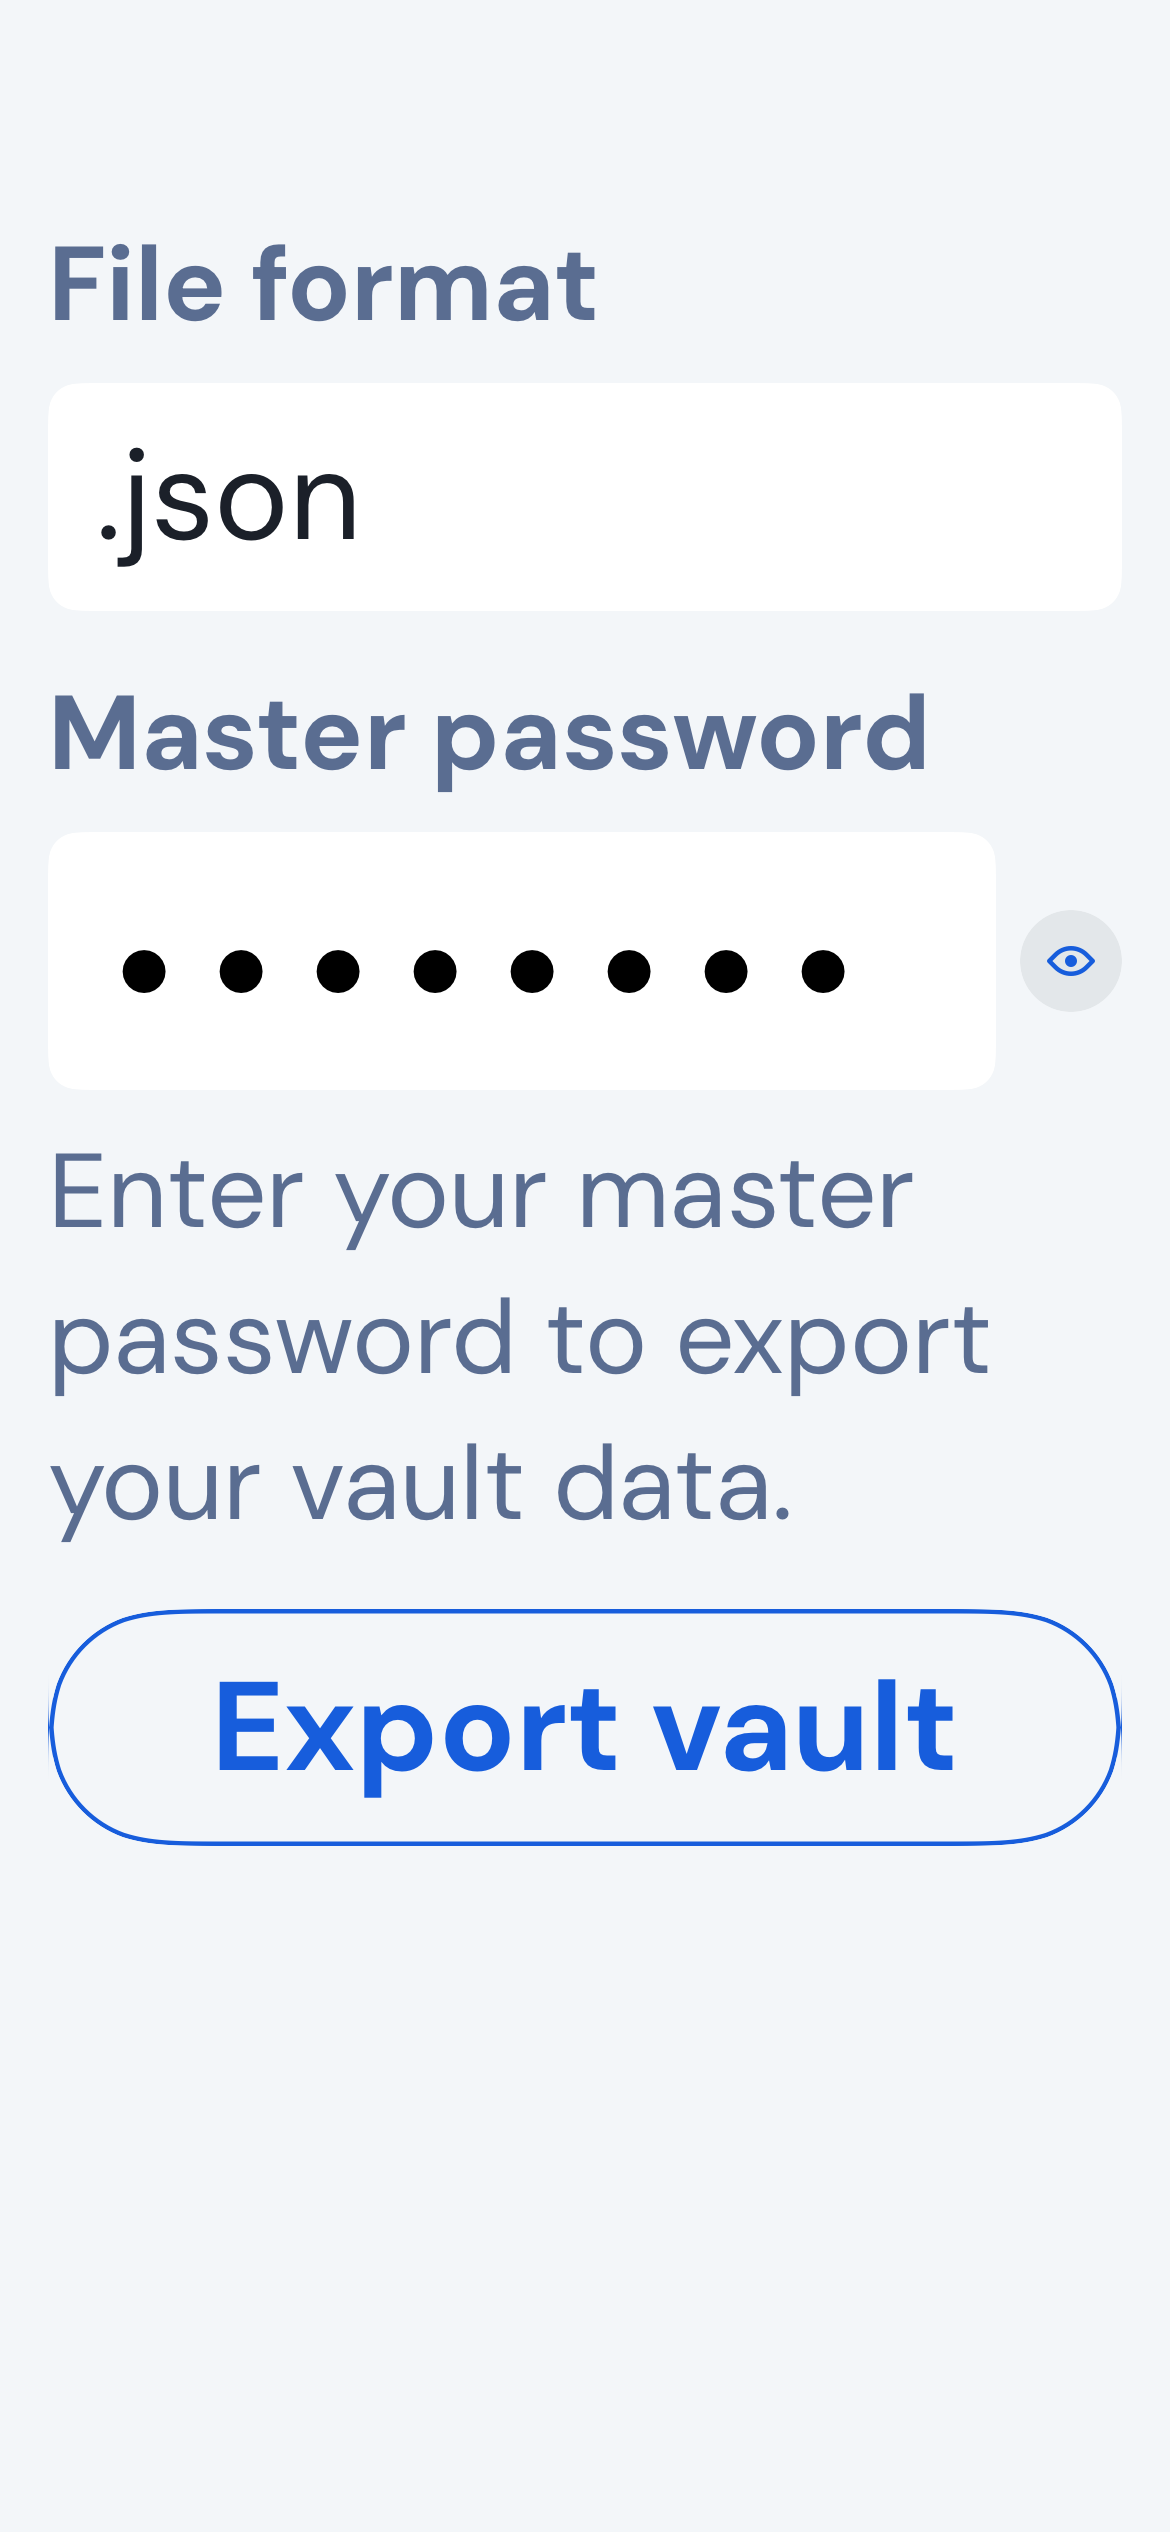 File format
.json
Master password
••••••••
Enter your master
password to export
your vault data.
Export vault